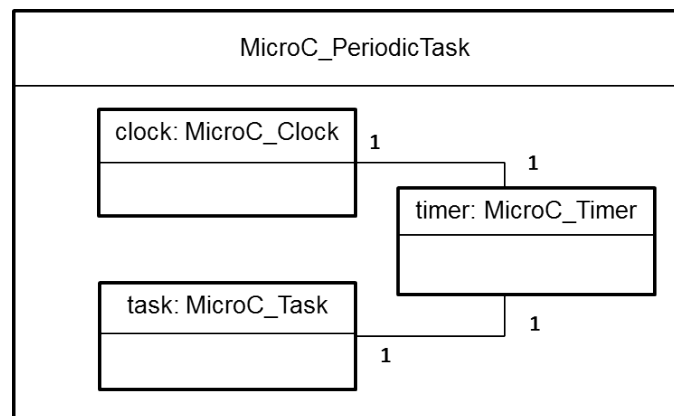 MicroC_PeriodicTask
clock: MicroC_Clock
1
1
timer: MicroC_Timer
task: MicroC_Task
1
1